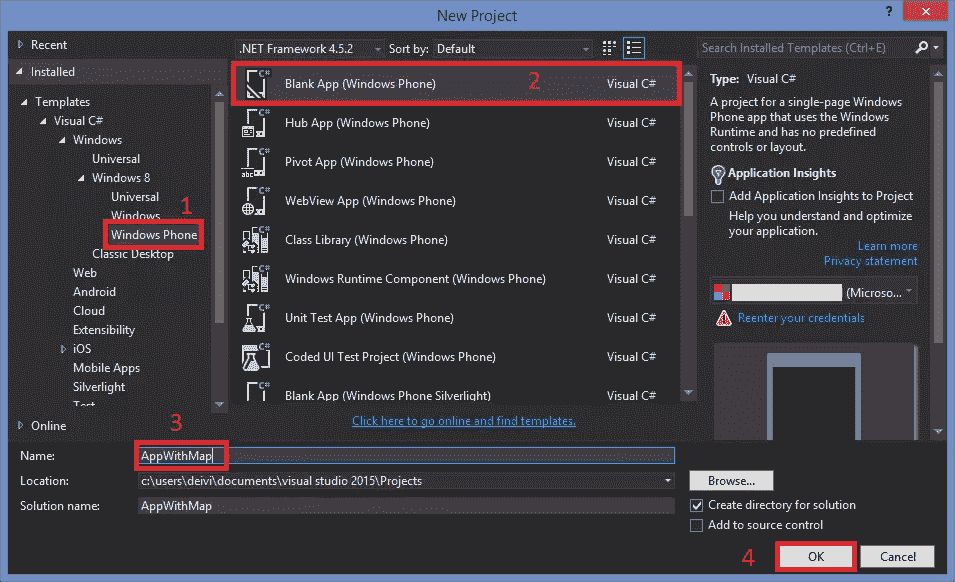 New Project
?
Recent
.NET Framework 4.5.2 Sort by: Default
Search Installed Templates (Ctrl+E)
Installed
Templates
Visual C#
Windows
Universal
Windows 8
Universal
Windows
1
Windows Phone
Classic Desktop
Web
Android
Cloud
Extensibility
iOS
Mobile Apps
Silverlight
Test
Online
C# Blank App (Windows Phone) 2 Visual C#
C# Hub App (Windows Phone) Visual C#
C# abc Pivot App (Windows Phone) Visual C#
C# WebView App (Windows Phone) Visual C#
C# Class Library (Windows Phone) Visual C#
C# Windows Runtime Component (Windows Phone) Visual C#
C# Unit Test App (Windows Phone) Visual C#
C# Coded UI Test Project (Windows Phone) Visual C#
C# Blank App (Windows Phone Silverlight) Visual C#
Click here to go online and find templates.
Type: Visual C#
A project for a single-page Windows
Phone app that uses the Windows
Runtime and has no predefined
controls or layout.
Application Insights
Add Application Insights to Project
Help you understand and optimize
your application.
Learn more
Privacy statement
(Microso...
Reenter your credentials
3
Name: AppWithMap
Location: c:\users\deivi\documents\visual studio 2015\Projects
Browse...
Solution name: AppWithMap
Create directory for solution
Add to source control
4
OK
Cancel